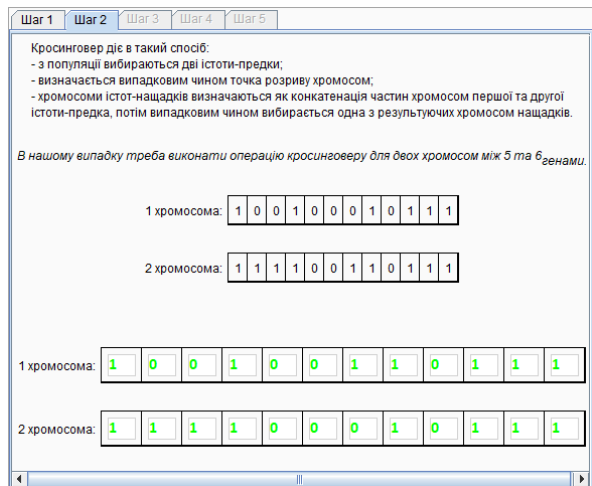 Шаг 1 Шаг 2 Шаг 3 Шаг 4 Шаг 5
Кросинговер діє в такий спосіб:
- з популяції вибираються дві істоти-предки;
- визначається випадковим чином точка розриву хромосом;
- хромосоми істот-нащадків визначаються як конкатенація частин хромосом першої та другої
істоти-предка, потім випадковим чином вибирається одна з результуючих хромосом нащадків.
В нашому випадку треба виконати операцію кросинговеру для двох хромосом між 5 та 6 генами.
1 хромосома: 1 0 0 1 0 0 0 1 0 1 1 1
2 хромосома: 1 1 1 1 0 0 1 1 0 1 1 1
1 хромосома: 1 0 0 1 0 0 1 1 0 1 1 1
2 хромосома: 1 1 1 1 0 0 0 1 0 1 1 1